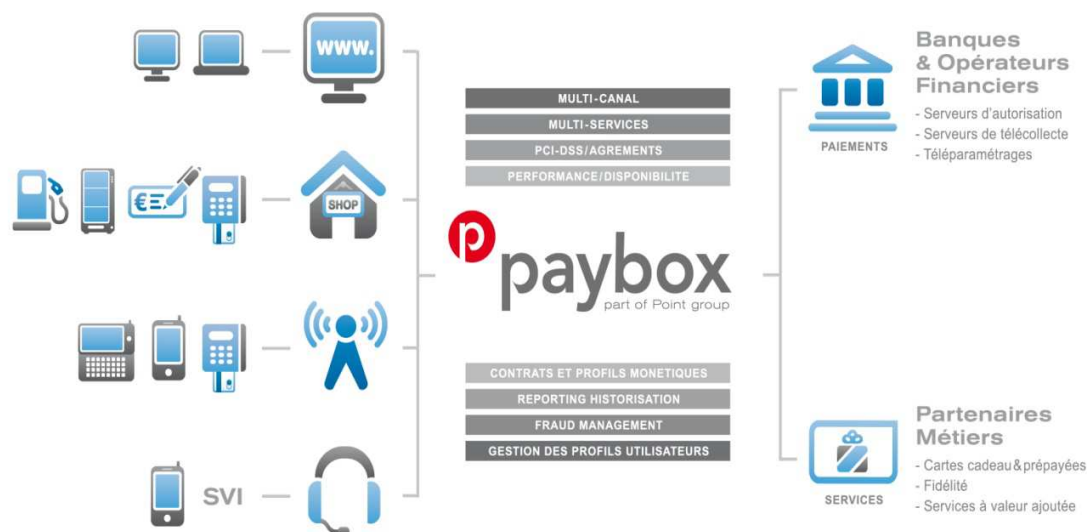 www.
SHOP
SVI
MULTI-CANAL
MULTI-SERVICES
PCI-DSS/AGREMENTS
PERFORMANCE/DISPONIBILITE
p
paybox
part of Point group
CONTRATS ET PROFILS MONETIQUES
REPORTING HISTORISATION
FRAUD MANAGEMENT
GESTION DES PROFILS UTILISATEURS
PAIEMENTS
Banques
& Opérateurs
Financiers
- Serveurs d'autorisation
- Serveurs de télécollecte
- Téléparamétrages
SERVICES
Partenaires
Métiers
- Cartes cadeau & prépayées
- Fidélité
- Services à valeur ajoutée